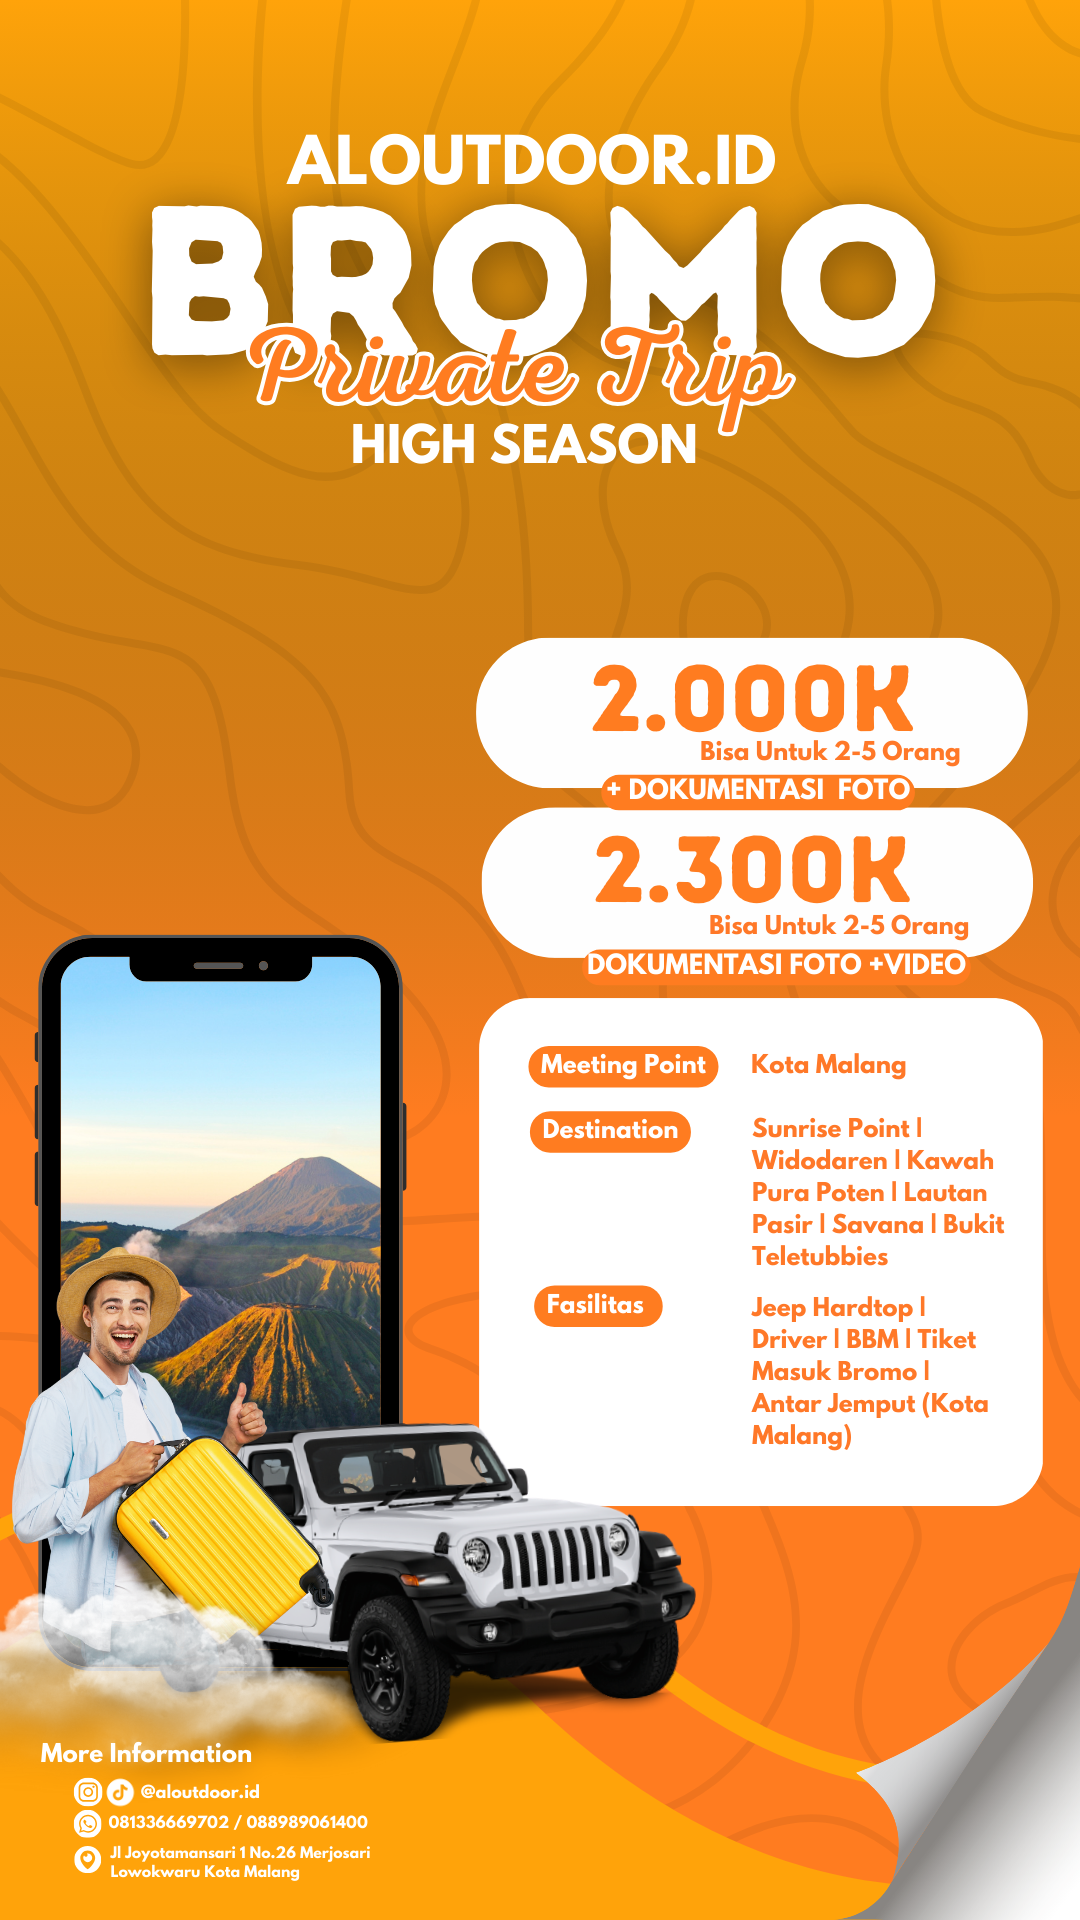 ALOUTDOOR.ID
BROMO
Private Trip
HIGH SEASON
2.000K
Bisa Untuk 2-5 Orang
+ DOKUMENTASI FOTO
2.300K
Bisa Untuk 2-5 Orang
DOKUMENTASI FOTO +VIDEO
Meeting Point
Kota Malang
Destination
Sunrise Point |
Widodaren | Kawah
Pura Poten | Lautan
Pasir | Savana | Bukit
Teletubbies
Fasilitas
Jeep Hardtop |
Driver | BBM | Tiket
Masuk Bromo |
Antar Jemput (Kota
Malang)
More Information
@aloutdoor.id
081336669702 / 088989061400
Jl Joyotamansari 1 No.26 Merjosari
Lowokwaru Kota Malang